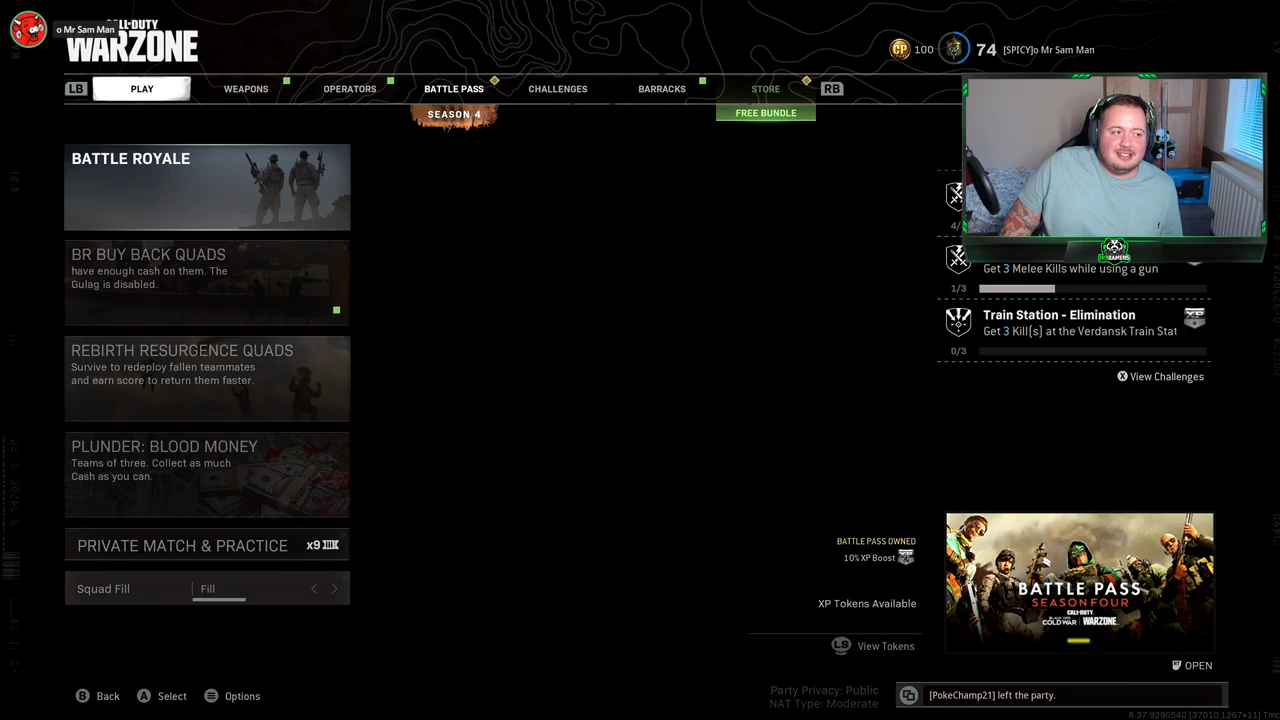 o Mr Sam Man
CALL·DUTY
WARZONE
CP 100
74 [SPICY]o Mr Sam Man
LB
PLAY
WEAPONS
OPERATORS
BATTLE PASS
CHALLENGES
BARRACKS
STORE
RB
SEASON 4
FREE BUNDLE
BATTLE ROYALE
BR BUY BACK QUADS
have enough cash on them. The
Gulag is disabled.
REBIRTH RESURGENCE QUADS
Survive to redeploy fallen teammates
and earn score to return them faster.
PLUNDER: BLOOD MONEY
Teams of three. Collect as much
Cash as you can.
PRIVATE MATCH & PRACTICE x9
Squad Fill
Fill
4/
Get 3 Melee Kills while using a gun
1/3
Train Station - Elimination
XP
Get 3 Kill(s) at the Verdansk Train Stat
0/3
X View Challenges
BATTLE PASS OWNED
10% XP Boost
XP Tokens Available
LS View Tokens
BATTLE PASS
SEASON FOUR
CALL·DUTY
BLACK OPS
COLD WAR | WARZONE
OPEN
B Back
A Select
Options
Party Privacy: Public
NAT Type: Moderate
[PokeChamp21] left the party.